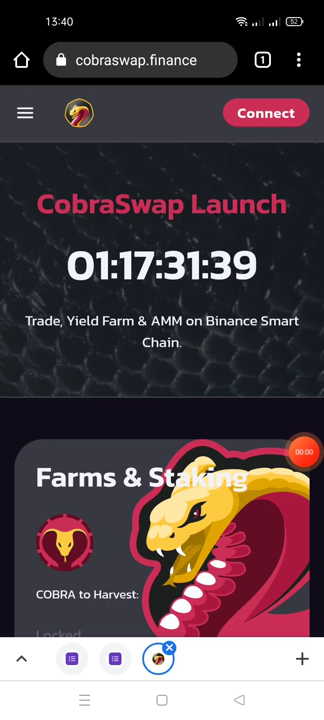 13:40
52
cobraswap.finance
1
Connect
CobraSwap Launch
01:17:31:39
Trade, Yield Farm & AMM on Binance Smart
Chain.
00:00
Farms & Staking
COBRA to Harvest:
Locked